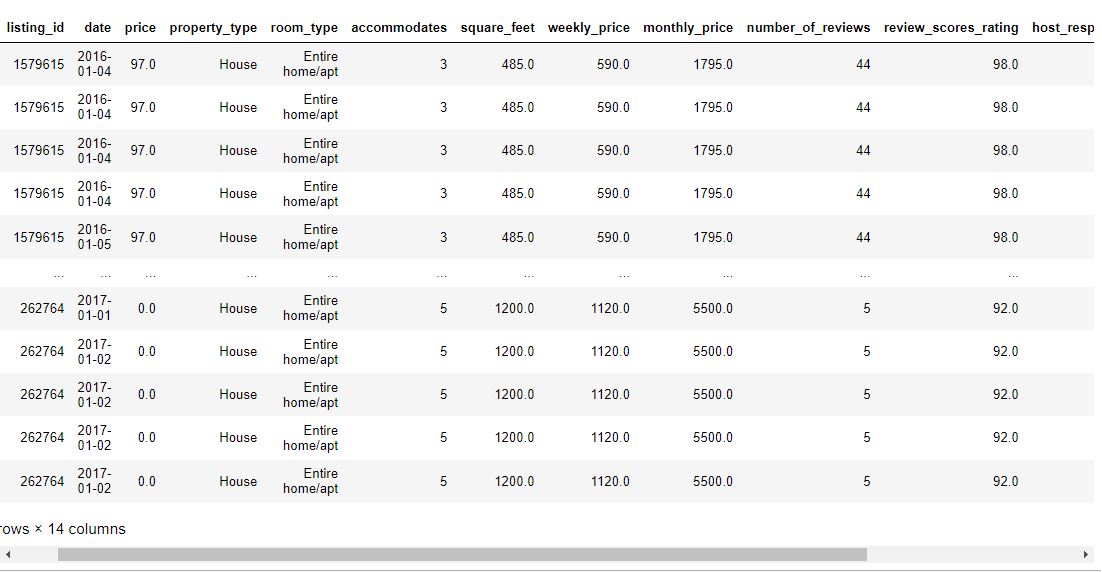 listing_id date price property_type room_type accommodates square_feet weekly_price monthly_price number_of_reviews review_scores_rating host_resp
1579615 2016-01-04 97.0 House Entire home/apt 3 485.0 590.0 1795.0 44 98.0
1579615 2016-01-04 97.0 House Entire home/apt 3 485.0 590.0 1795.0 44 98.0
1579615 2016-01-04 97.0 House Entire home/apt 3 485.0 590.0 1795.0 44 98.0
1579615 2016-01-04 97.0 House Entire home/apt 3 485.0 590.0 1795.0 44 98.0
1579615 2016-01-05 97.0 House Entire home/apt 3 485.0 590.0 1795.0 44 98.0
... ... ... ... ... ... ... ... ... ... ...
262764 2017-01-01 0.0 House Entire home/apt 5 1200.0 1120.0 5500.0 5 92.0
262764 2017-01-02 0.0 House Entire home/apt 5 1200.0 1120.0 5500.0 5 92.0
262764 2017-01-02 0.0 House Entire home/apt 5 1200.0 1120.0 5500.0 5 92.0
262764 2017-01-02 0.0 House Entire home/apt 5 1200.0 1120.0 5500.0 5 92.0
262764 2017-01-02 0.0 House Entire home/apt 5 1200.0 1120.0 5500.0 5 92.0
rows × 14 columns